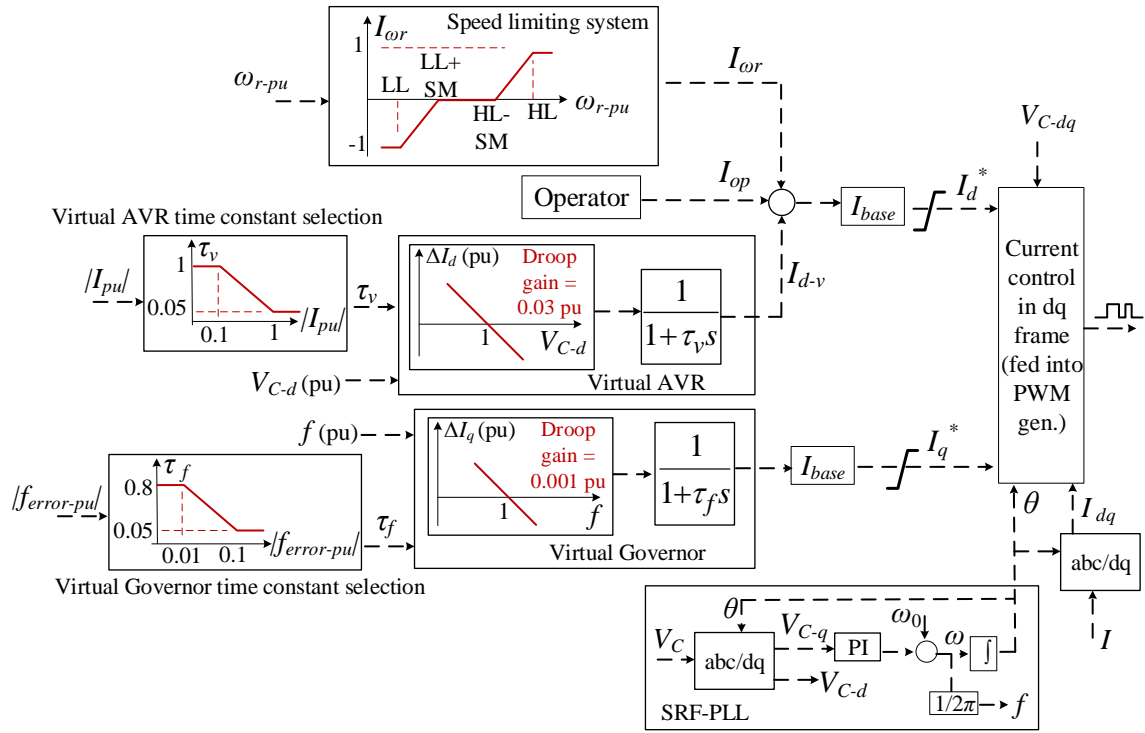 Speed limiting system
I_ωr
1
LL
LL+
SM
HL-
SM
HL
ω_r-pu
-1
ω_r-pu
I_ωr
Operator
I_op
I_base
I_d*
V_C-dq
Current
control
in dq
frame
(fed into
PWM
gen.)
Virtual AVR time constant selection
|I_pu|
τ_v
1
0.05
0.1
1
|I_pu|
τ_v
ΔI_d (pu)
Droop
gain =
0.03 pu
1
V_C-d
1
1+τ_v s
Virtual AVR
I_d-v
V_C-d (pu)
f (pu)
ΔI_q (pu)
Droop
gain =
0.001 pu
1
f
1
1+τ_f s
Virtual Governor
I_base
I_q*
|f_error-pu|
τ_f
0.8
0.05
0.01
0.1
|f_error-pu|
τ_f
Virtual Governor time constant selection
θ
I_dq
abc/dq
I
θ
V_C
abc/dq
V_C-q
V_C-d
PI
ω_0
ω
∫
1/2π
f
SRF-PLL